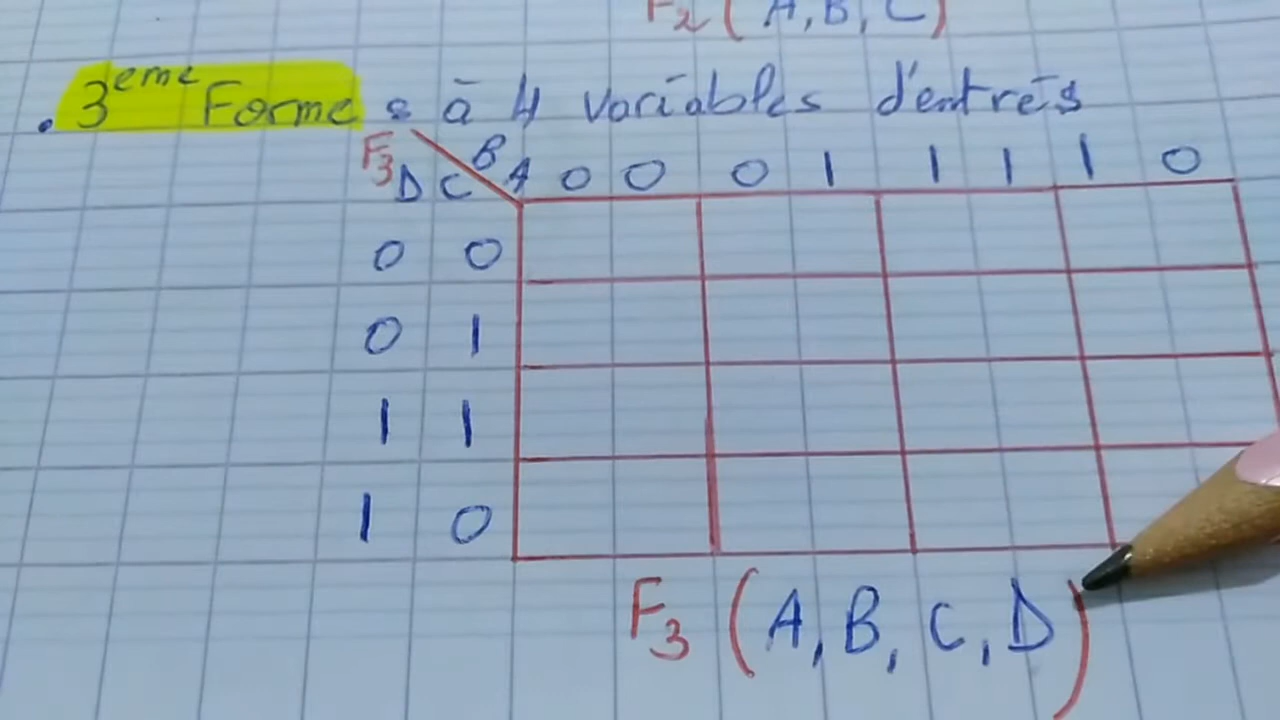 F2 (A, B, C)
. 3eme Forme : à 4 variables d'entrés
F3 B
D C A 0 0 0 1 1 1 1 0
0 0
0 1
1 1
1 0
F3 (A, B, C, D)